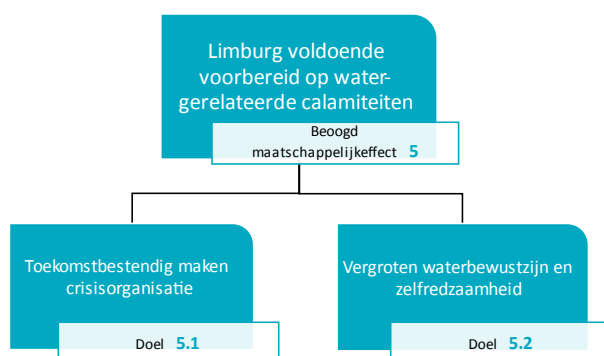 Limburg voldoende
voorbereid op water-
gerelateerde calamiteiten
Beoogd
maatschappelijkeffect 5
Toekomstbestendig maken
crisisorganisatie
Doel 5.1
Vergroten waterbewustzijn en
zelfredzaamheid
Doel 5.2